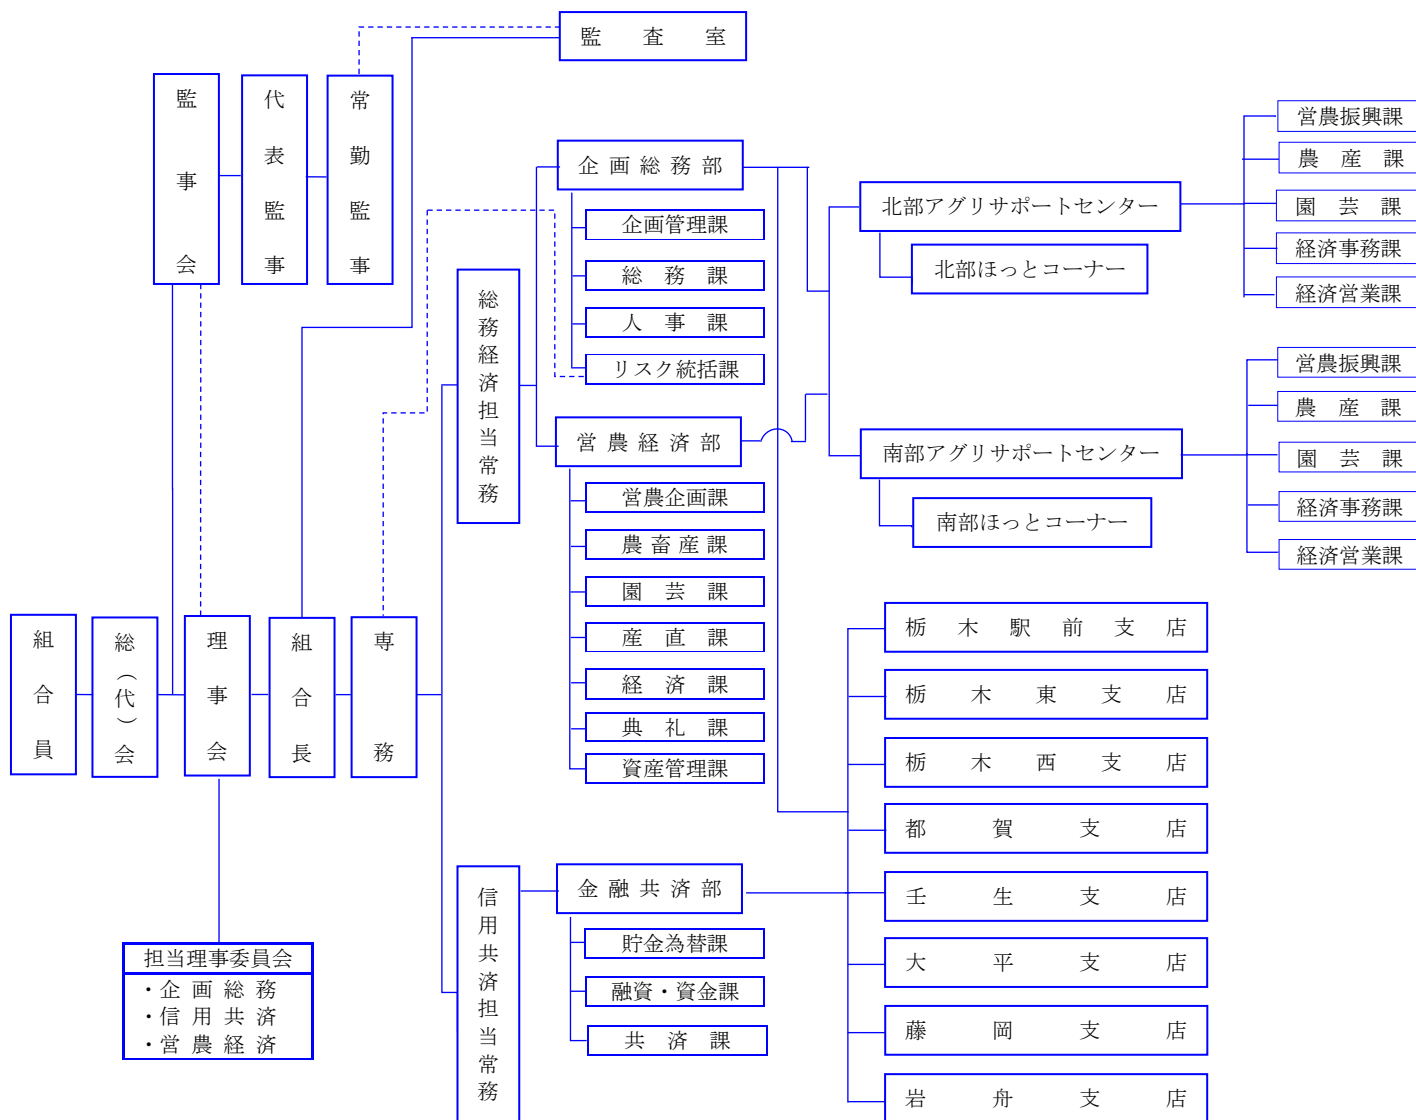 監査室
監事会
代表監事
常勤監事
組合員
総（代）会
理事会
組合長
専務
担当理事委員会
・企画総務
・信用共済
・営農経済
総務経済担当常務
信用共済担当常務
企画総務部
企画管理課
総務課
人事課
リスク統括課
営農経済部
営農企画課
農畜産課
園芸課
産直課
経済課
典礼課
資産管理課
金融共済部
貯金為替課
融資・資金課
共済課
北部アグリサポートセンター
北部ほっとコーナー
営農振興課
農産課
園芸課
経済事務課
経済営業課
南部アグリサポートセンター
南部ほっとコーナー
営農振興課
農産課
園芸課
経済事務課
経済営業課
栃木駅前支店
栃木東支店
栃木西支店
都賀支店
壬生支店
大平支店
藤岡支店
岩舟支店